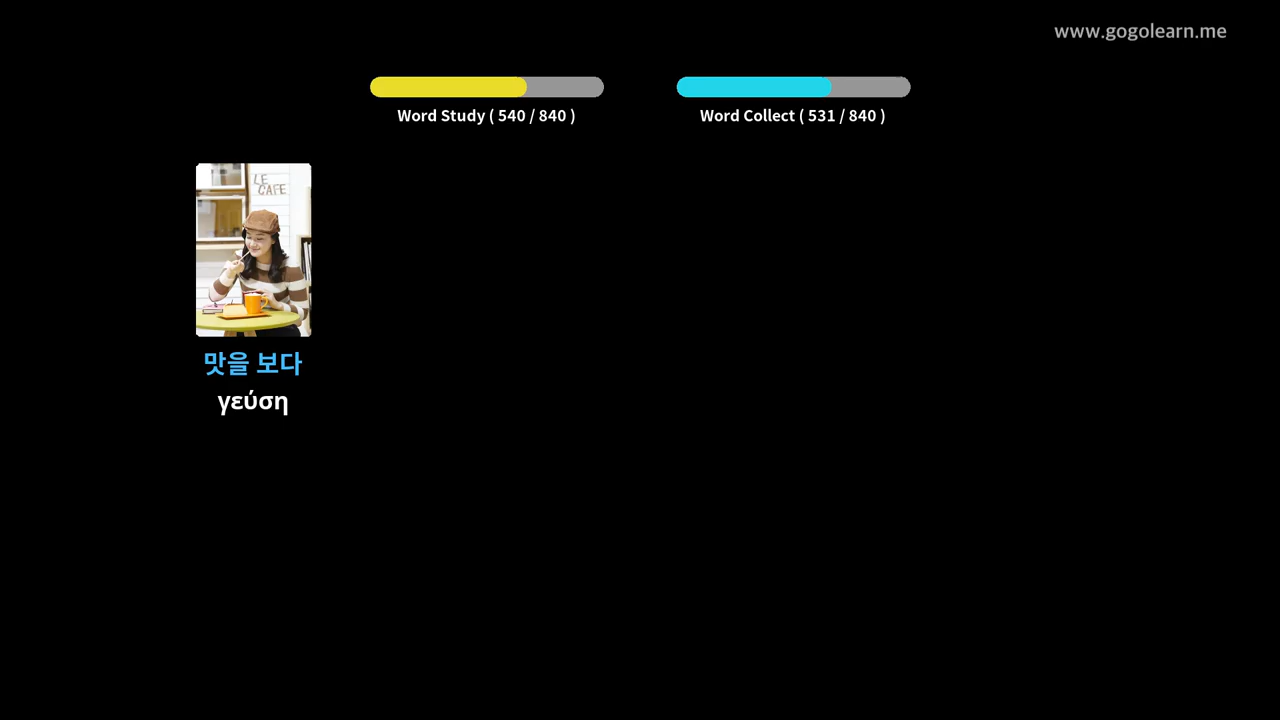 www.gogolearn.me
Word Study ( 540 / 840 )
Word Collect ( 531 / 840 )
LE
CAFE
맛을 보다
γεύση